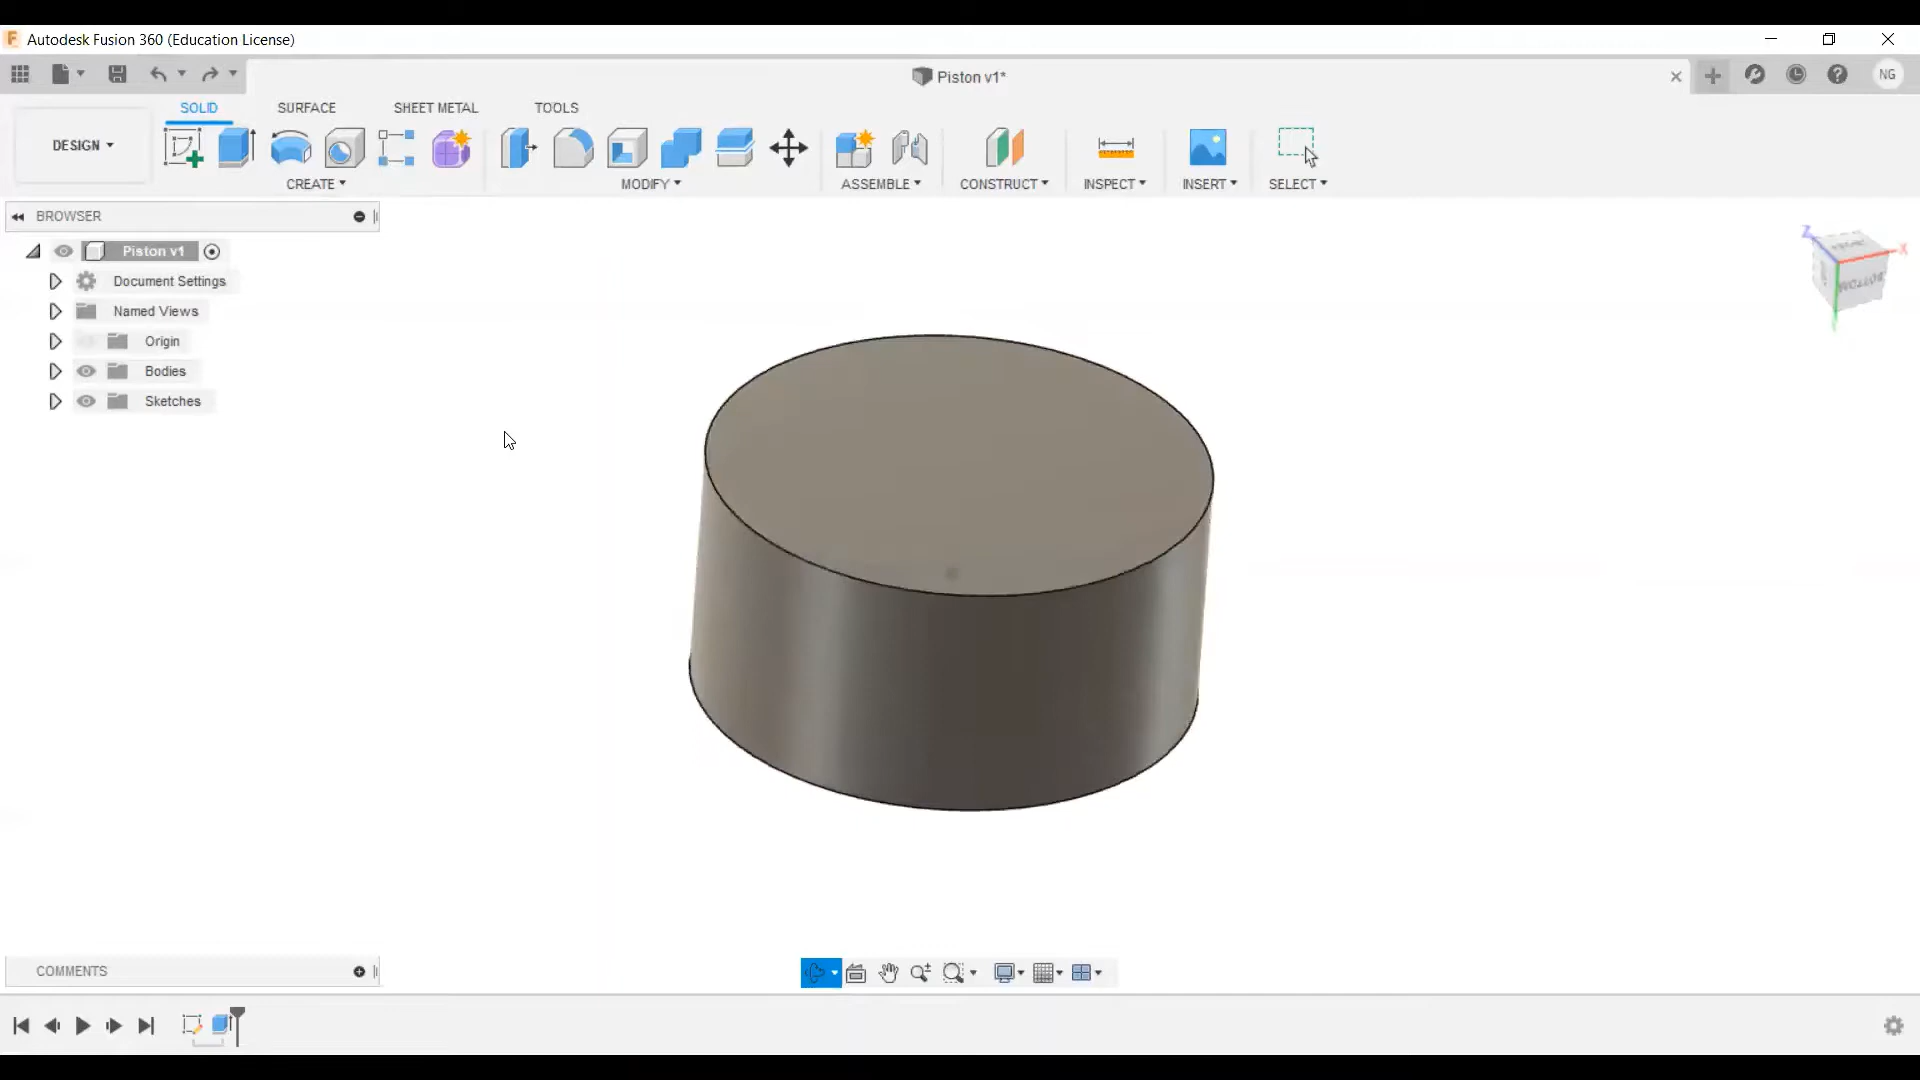 Autodesk Fusion 360 (Education License)
Piston v1*
NG
SOLID
SURFACE
SHEET METAL
TOOLS
DESIGN
CREATE
MODIFY
ASSEMBLE
CONSTRUCT
INSPECT
INSERT
SELECT
BROWSER
Piston v1
Document Settings
Named Views
Origin
Bodies
Sketches
Z
X
BOTTOM
COMMENTS